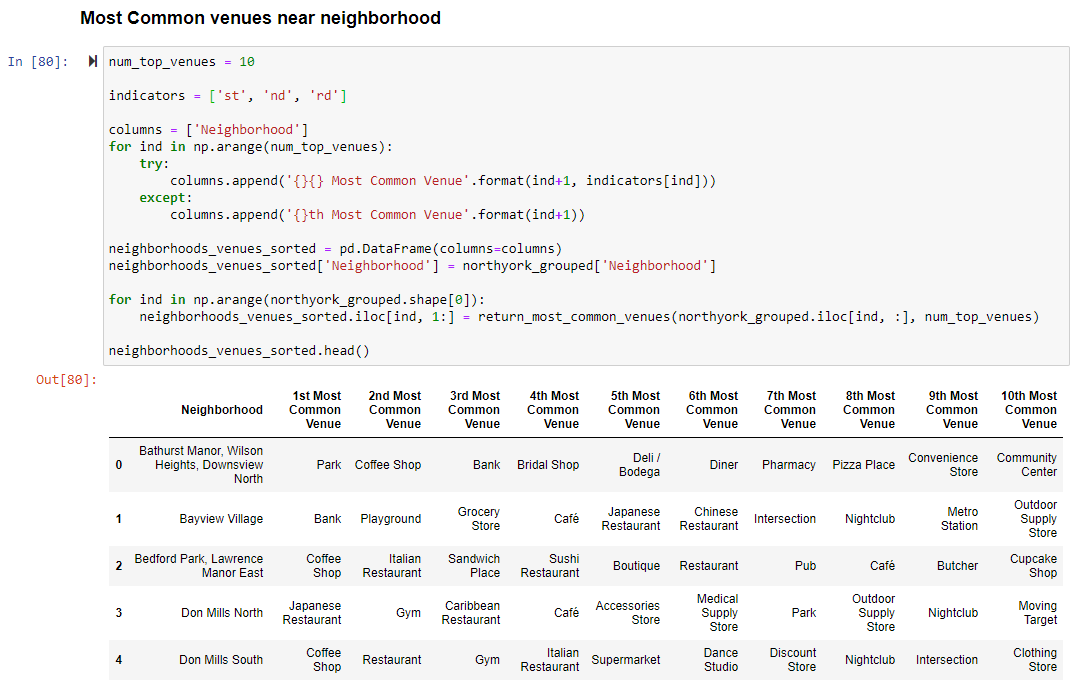 Most Common venues near neighborhood
In [80]:
num_top_venues = 10
indicators = ['st', 'nd', 'rd']
columns = ['Neighborhood']
for ind in np.arange(num_top_venues):
    try:
        columns.append('{}{} Most Common Venue'.format(ind+1, indicators[ind]))
    except:
        columns.append('{}th Most Common Venue'.format(ind+1))
neighborhoods_venues_sorted = pd.DataFrame(columns=columns)
neighborhoods_venues_sorted['Neighborhood'] = northyork_grouped['Neighborhood']
for ind in np.arange(northyork_grouped.shape[0]):
    neighborhoods_venues_sorted.iloc[ind, 1:] = return_most_common_venues(northyork_grouped.iloc[ind, :], num_top_venues)
neighborhoods_venues_sorted.head()
Out[80]:
Neighborhood 1st Most Common Venue 2nd Most Common Venue 3rd Most Common Venue 4th Most Common Venue 5th Most Common Venue 6th Most Common Venue 7th Most Common Venue 8th Most Common Venue 9th Most Common Venue 10th Most Common Venue
0 Bathurst Manor, Wilson Heights, Downsview North Park Coffee Shop Bank Bridal Shop Deli / Bodega Diner Pharmacy Pizza Place Convenience Store Community Center
1 Bayview Village Bank Playground Grocery Store Café Japanese Restaurant Chinese Restaurant Intersection Nightclub Metro Station Outdoor Supply Store
2 Bedford Park, Lawrence Manor East Coffee Shop Italian Restaurant Sandwich Place Sushi Restaurant Boutique Restaurant Pub Café Butcher Cupcake Shop
3 Don Mills North Japanese Restaurant Gym Caribbean Restaurant Café Accessories Store Medical Supply Store Park Outdoor Supply Store Nightclub Moving Target
4 Don Mills South Coffee Shop Restaurant Gym Italian Restaurant Supermarket Dance Studio Discount Store Nightclub Intersection Clothing Store